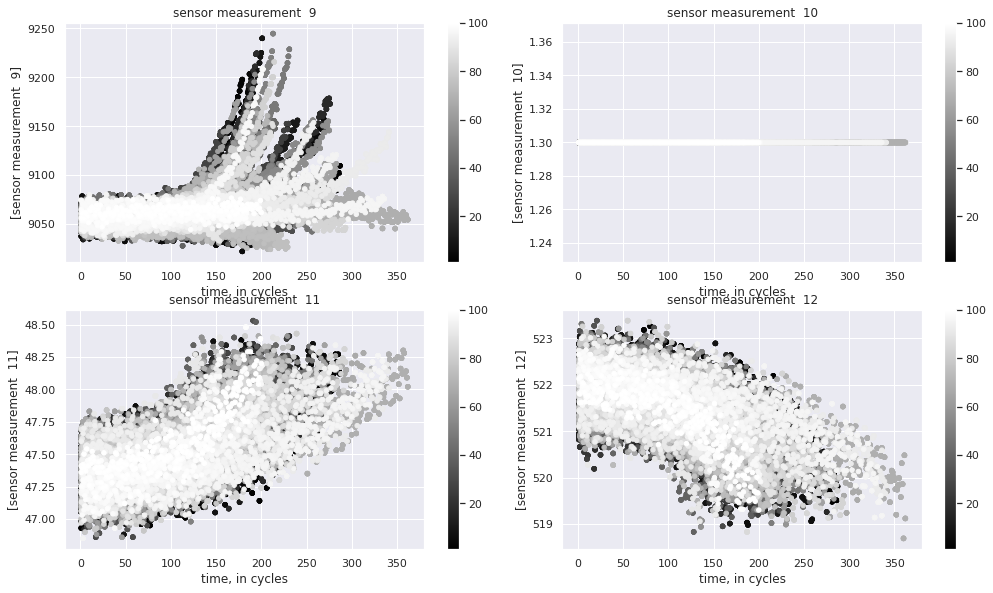 sensor measurement  9
[sensor measurement  9]
9250
9200
9150
9100
9050
0 50 100 150 200 250 300 350
time, in cycles
100
80
60
40
20
sensor measurement  10
[sensor measurement  10]
1.36
1.34
1.32
1.30
1.28
1.26
1.24
0 50 100 150 200 250 300 350
time, in cycles
100
80
60
40
20
sensor measurement  11
[sensor measurement  11]
48.50
48.25
48.00
47.75
47.50
47.25
47.00
0 50 100 150 200 250 300 350
time, in cycles
100
80
60
40
20
sensor measurement  12
[sensor measurement  12]
523
522
521
520
519
0 50 100 150 200 250 300 350
time, in cycles
100
80
60
40
20